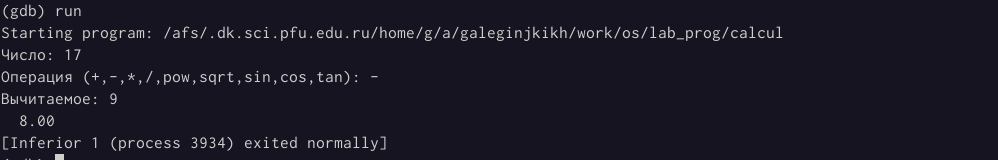 (gdb) run
Starting program: /afs/.dk.sci.pfu.edu.ru/home/g/a/galeginjkikh/work/os/lab_prog/calcul
Число: 17
Операция (+,-,*,/,pow,sqrt,sin,cos,tan): -
Вычитаемое: 9
  8.00
[Inferior 1 (process 3934) exited normally]